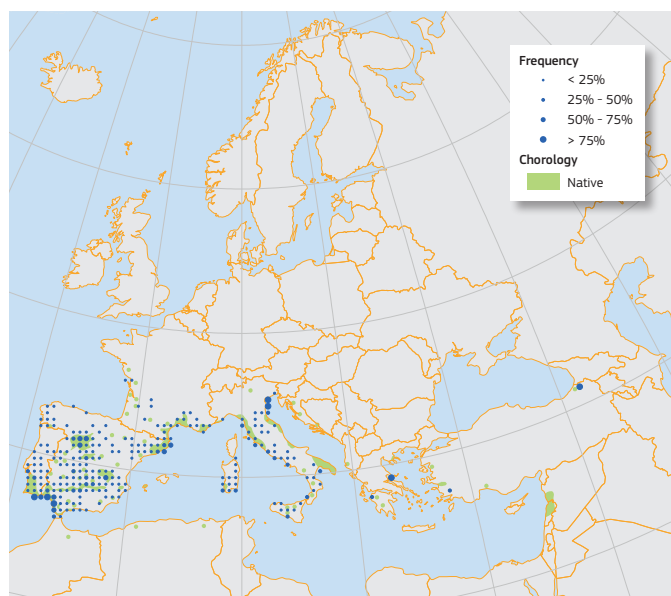 Frequency
< 25%
25% - 50%
50% - 75%
> 75%
Chorology
Native